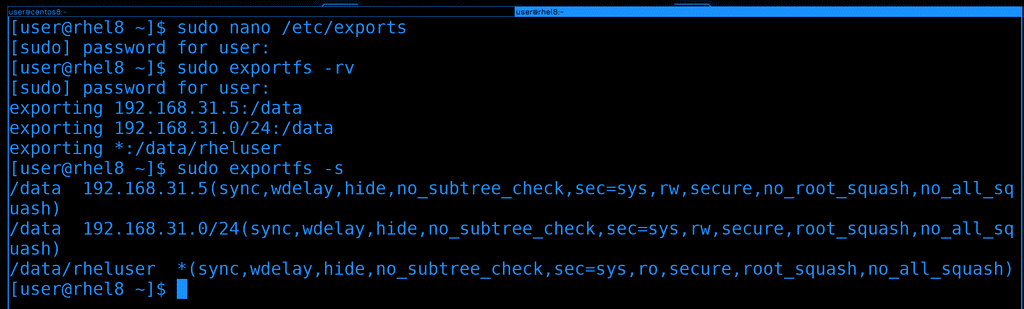 user@centos8:~ user@rhel8:~
[user@rhel8 ~]$ sudo nano /etc/exports
[sudo] password for user:
[user@rhel8 ~]$ sudo exportfs -rv
[sudo] password for user:
exporting 192.168.31.5:/data
exporting 192.168.31.0/24:/data
exporting *:/data/rheluser
[user@rhel8 ~]$ sudo exportfs -s
/data  192.168.31.5(sync,wdelay,hide,no_subtree_check,sec=sys,rw,secure,no_root_squash,no_all_sq
uash)
/data  192.168.31.0/24(sync,wdelay,hide,no_subtree_check,sec=sys,rw,secure,root_squash,no_all_sq
uash)
/data/rheluser  *(sync,wdelay,hide,no_subtree_check,sec=sys,ro,secure,root_squash,no_all_squash)
[user@rhel8 ~]$